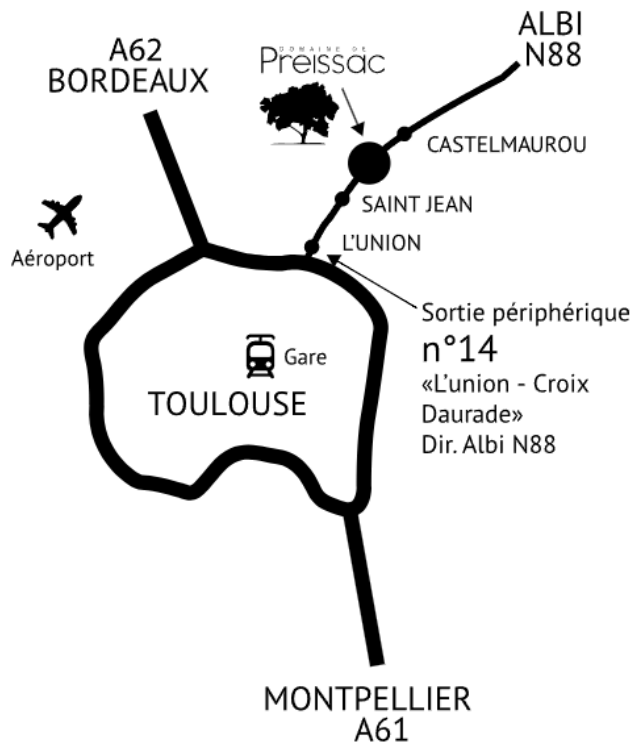 A62
BORDEAUX
ALBI
N88
DOMAINE DE
Preissac
CASTELMAUROU
SAINT JEAN
L'UNION
Aéroport
Sortie périphérique
n°14
«L'union - Croix
Daurade»
Dir. Albi N88
Gare
TOULOUSE
MONTPELLIER
A61